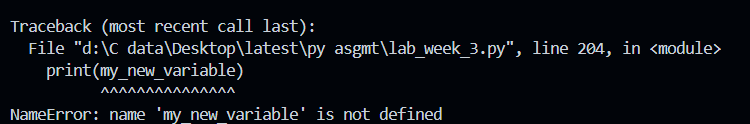 Traceback (most recent call last):
  File "d:\C data\Desktop\latest\py asgmt\lab_week_3.py", line 204, in <module>
    print(my_new_variable)
          ^^^^^^^^^^^^^^^
NameError: name 'my_new_variable' is not defined